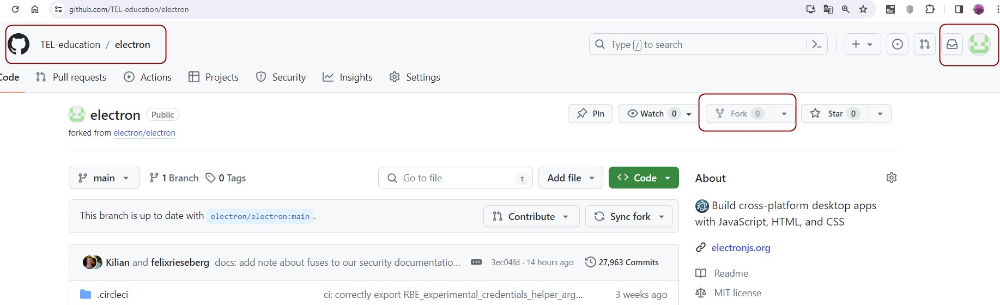 github.com/TEL-education/electron
Se
TEL-education / electron
Type / to search
Code Pull requests Actions Projects Security Insights Settings
electron Public
Pin Watch 0 Fork 0 Star 0
forked from electron/electron
main 1 Branch 0 Tags Go to file t Add file Code
About
This branch is up to date with electron/electron:main. Contribute Sync fork
Build cross-platform desktop apps
with JavaScript, HTML, and CSS
electronjs.org
Kilian and felixrieseberg docs: add note about fuses to our security documentatio... 3ec04fd · 14 hours ago 27,963 Commits
Readme
MIT license
.circleci ci: correctly export RBE_experimental_credentials_helper_arg... 3 weeks ago